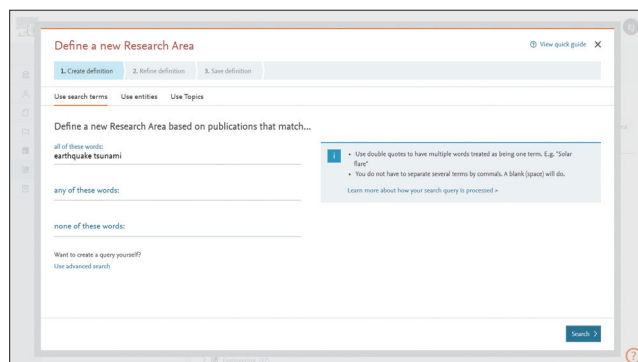 Define a new Research Area
View quick guide
1. Create definition 2. Refine definition 3. Save definition
Use search terms Use entities Use Topics
Define a new Research Area based on publications that match...
all of these words:
earthquake tsunami
any of these words:
none of these words:
Want to create a query yourself?
Use advanced search
i
• Use double quotes to have multiple words treated as being one term. E.g. "Solar
flare"
• You do not have to separate several terms by comma's. A blank (space) will do.
Learn more about how your search query is processed »
Search >
?